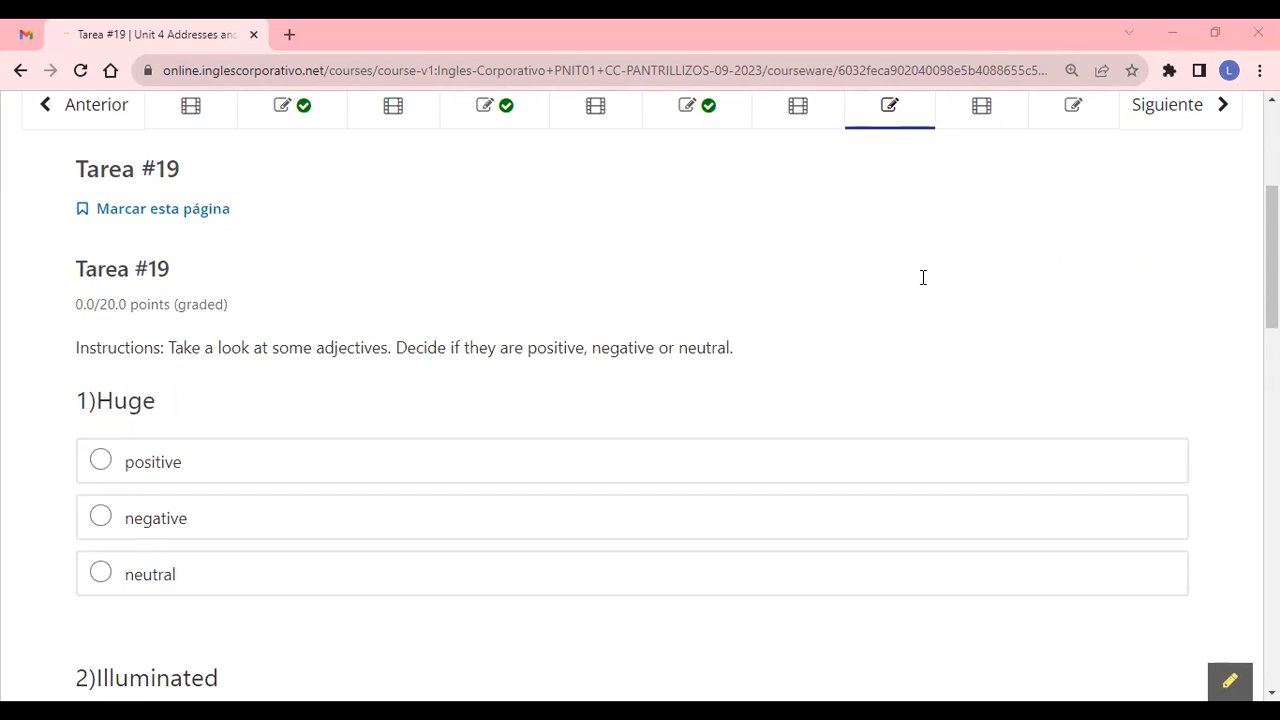 Tarea #19 | Unit 4 Addresses and
online.inglescorporativo.net/courses/course-v1:Ingles-Corporativo+PNIT01+CC-PANTRILLIZOS-09-2023/courseware/6032feca902040098e5b4088655c5...
L
Anterior
Siguiente
Tarea #19
Marcar esta página
Tarea #19
0.0/20.0 points (graded)
Instructions: Take a look at some adjectives. Decide if they are positive, negative or neutral.
1)Huge
positive
negative
neutral
2)Illuminated